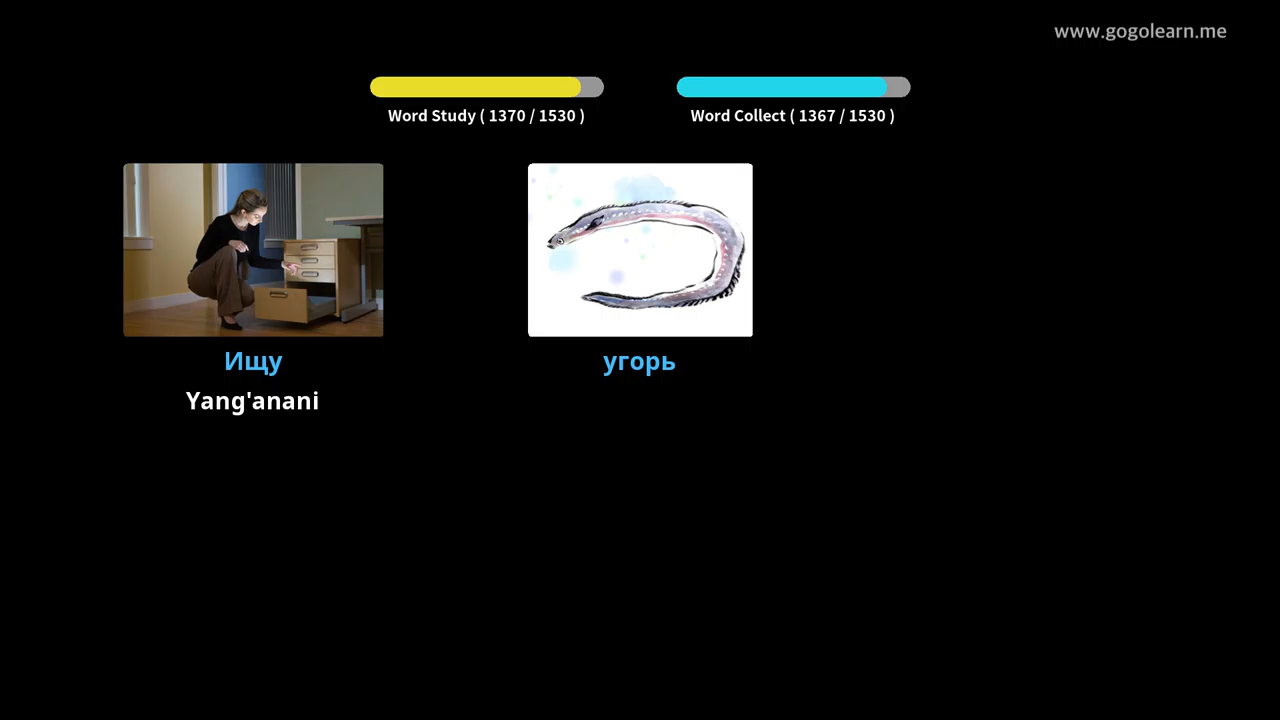 www.gogolearn.me
Word Study ( 1370 / 1530 )
Word Collect ( 1367 / 1530 )
Ищу
угорь
Yang'anani